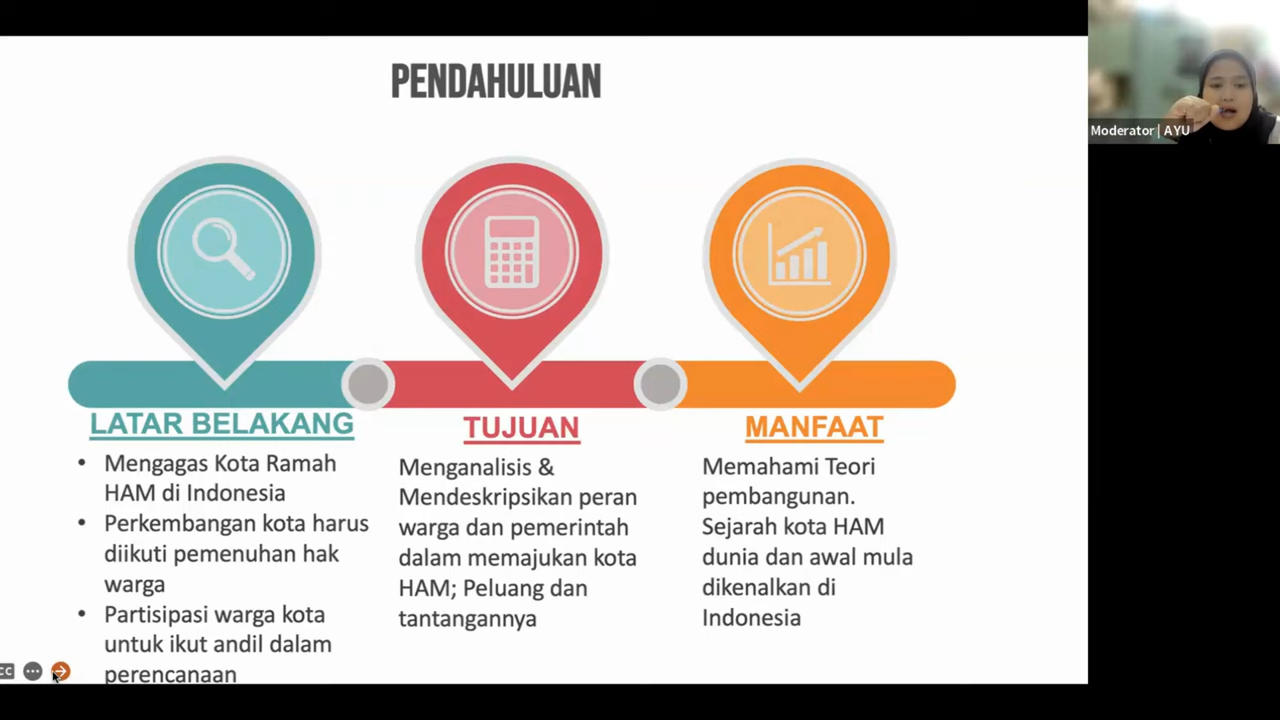 PENDAHULUAN
Moderator | AYU
LATAR BELAKANG
• Mengagas Kota Ramah
HAM di Indonesia
• Perkembangan kota harus
diikuti pemenuhan hak
warga
• Partisipasi warga kota
untuk ikut andil dalam
perencanaan
TUJUAN
Menganalisis &
Mendeskripsikan peran
warga dan pemerintah
dalam memajukan kota
HAM; Peluang dan
tantangannya
MANFAAT
Memahami Teori
pembangunan.
Sejarah kota HAM
dunia dan awal mula
dikenalkan di
Indonesia
CC